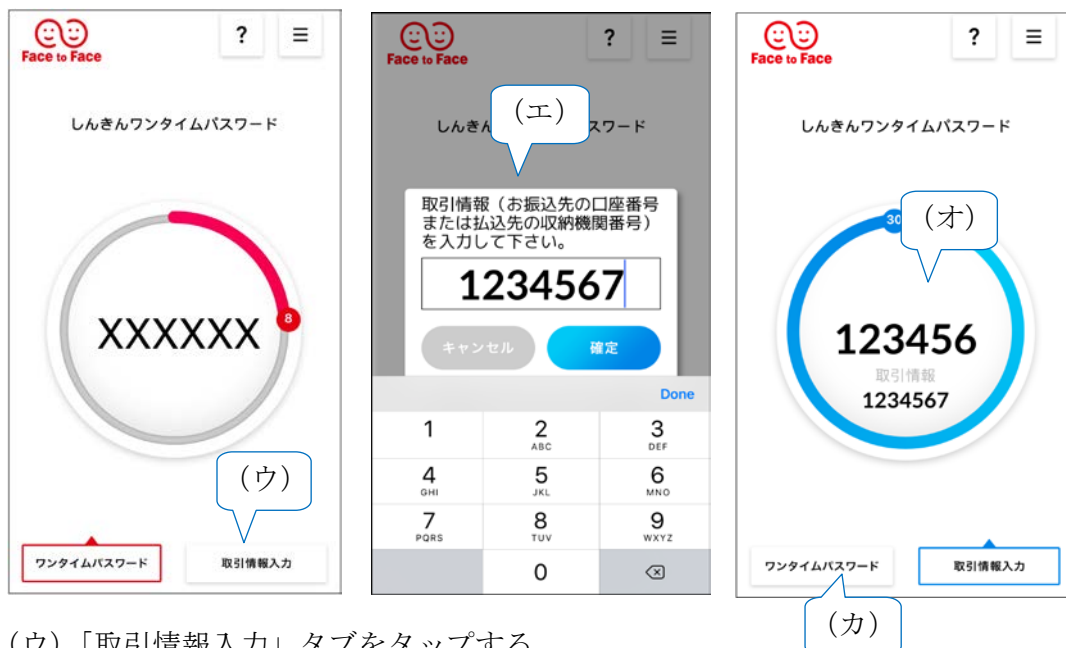 Face to Face
?
しんきんワンタイムパスワード
XXXXXX
8
(ウ)
ワンタイムパスワード
取引情報入力
Face to Face
?
(エ)
しんき
スワード
取引情報(お振込先の口座番号
または払込先の収納機関番号)
を入力して下さい。
1234567
キャンセル
確定
Done
1
2
ABC
3
DEF
4
GHI
5
JKL
6
MNO
7
PQRS
8
TUV
9
WXYZ
0
Face to Face
?
しんきんワンタイムパスワード
30
(オ)
123456
取引情報
1234567
ワンタイムパスワード
取引情報入力
(カ)
(ウ)「取引情報入力」タブをタップする